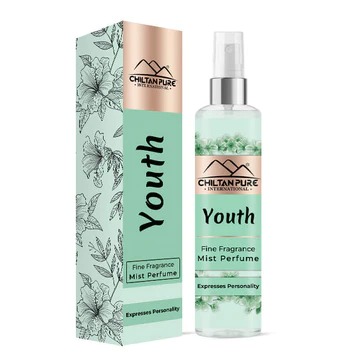 CHILTAN PURE
• INTERNATIONAL •
Youth
Fine Fragrance
Mist Perfume
Expresses Personality
CHILTAN PURE
• INTERNATIONAL •
Youth
Fine Fragrance
Mist Perfume
Expresses Personality